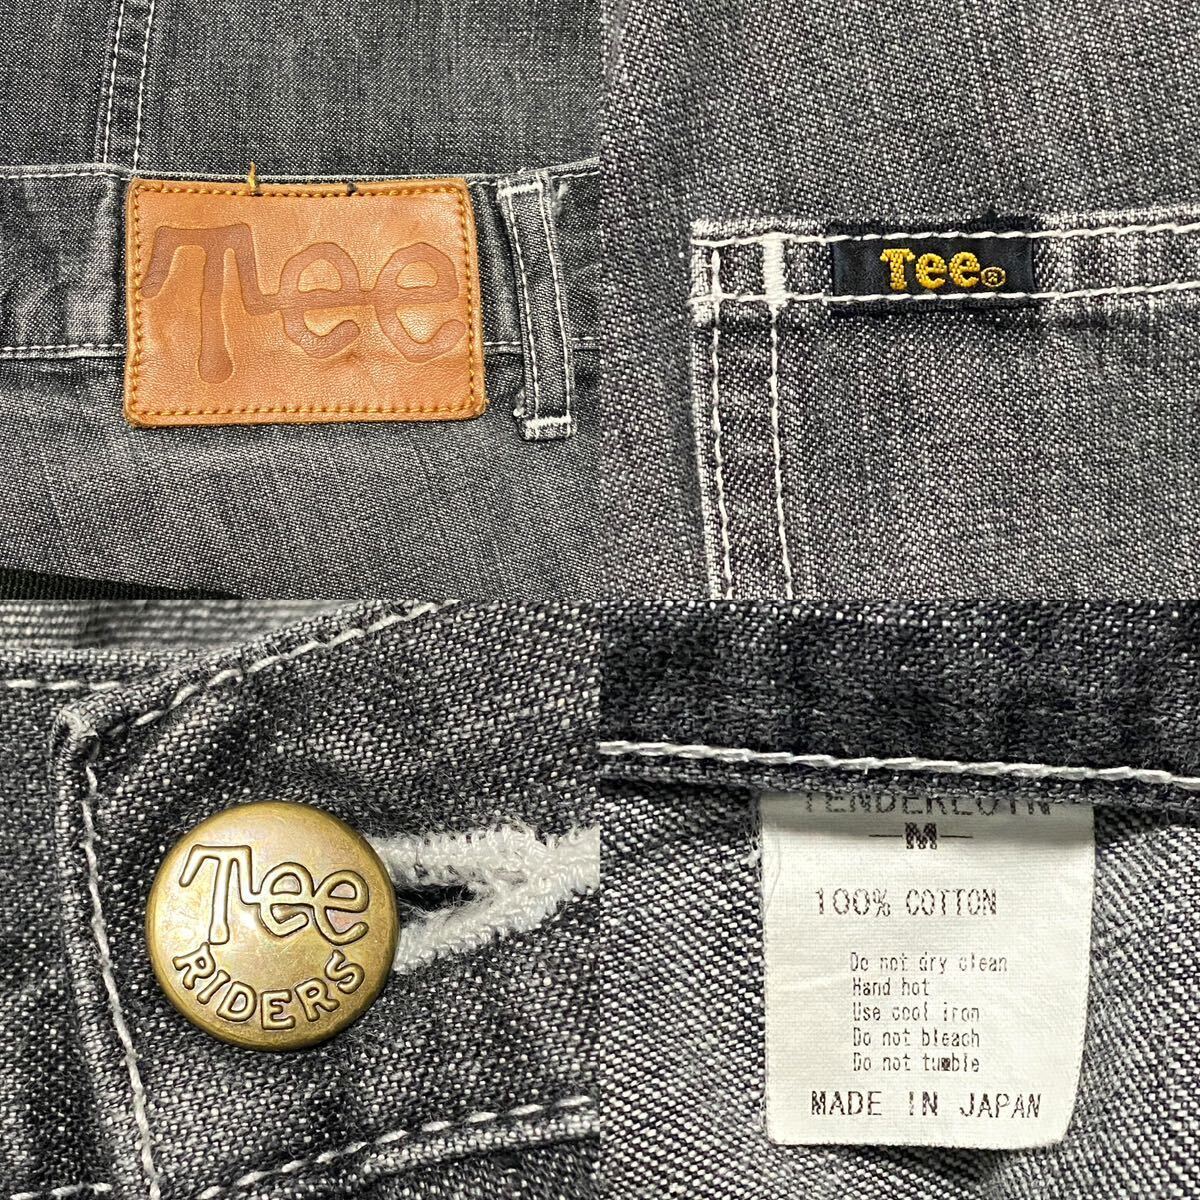 Tee
Tee®
Tee
RIDERS
TENDERLOIN
-M-
100% COTTON
Do not dry clean
Hand hot
Use cool iron
Do not bleach
Do not tumble
MADE IN JAPAN